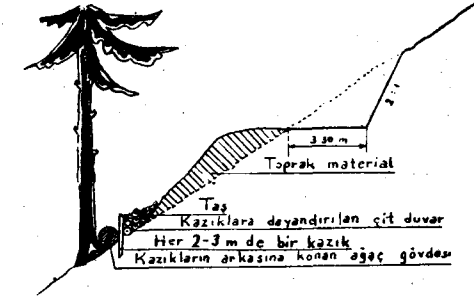 2:1
3.50 m
Toprak material
Taş
Kazıklara dayandırılan çit duvar
Her 2-3 m de bir kazık
Kazıkların arkasına konan ağaç gövdesi